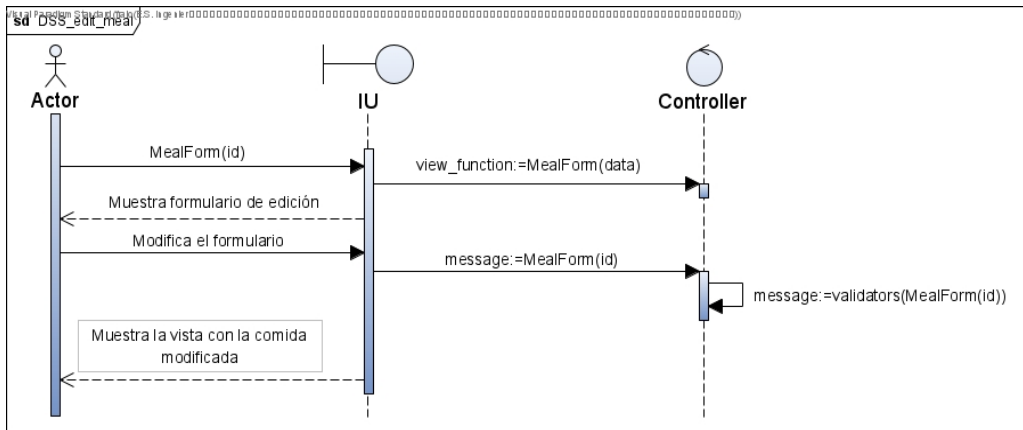 sd DSS_edit_meal
Actor
IU
Controller
MealForm(id)
view_function:=MealForm(data)
Muestra formulario de edición
Modifica el formulario
message:=MealForm(id)
message:=validators(MealForm(id))
Muestra la vista con la comida
modificada